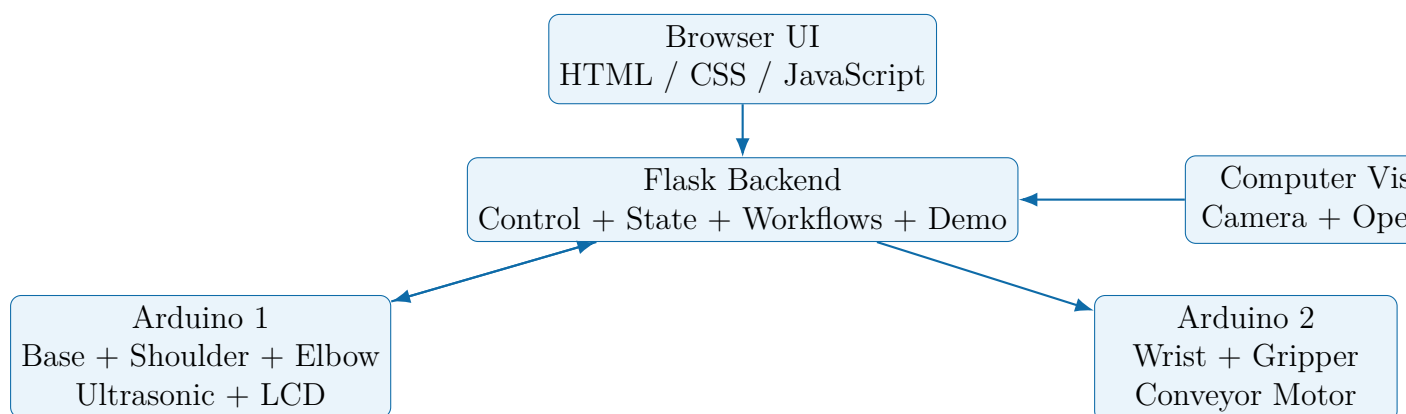 Browser UI
HTML / CSS / JavaScript
Flask Backend
Control + State + Workflows + Demo
Computer
Camera +
Arduino 1
Base + Shoulder + Elbow
Ultrasonic + LCD
Arduino 2
Wrist + Gripper
Conveyor Motor